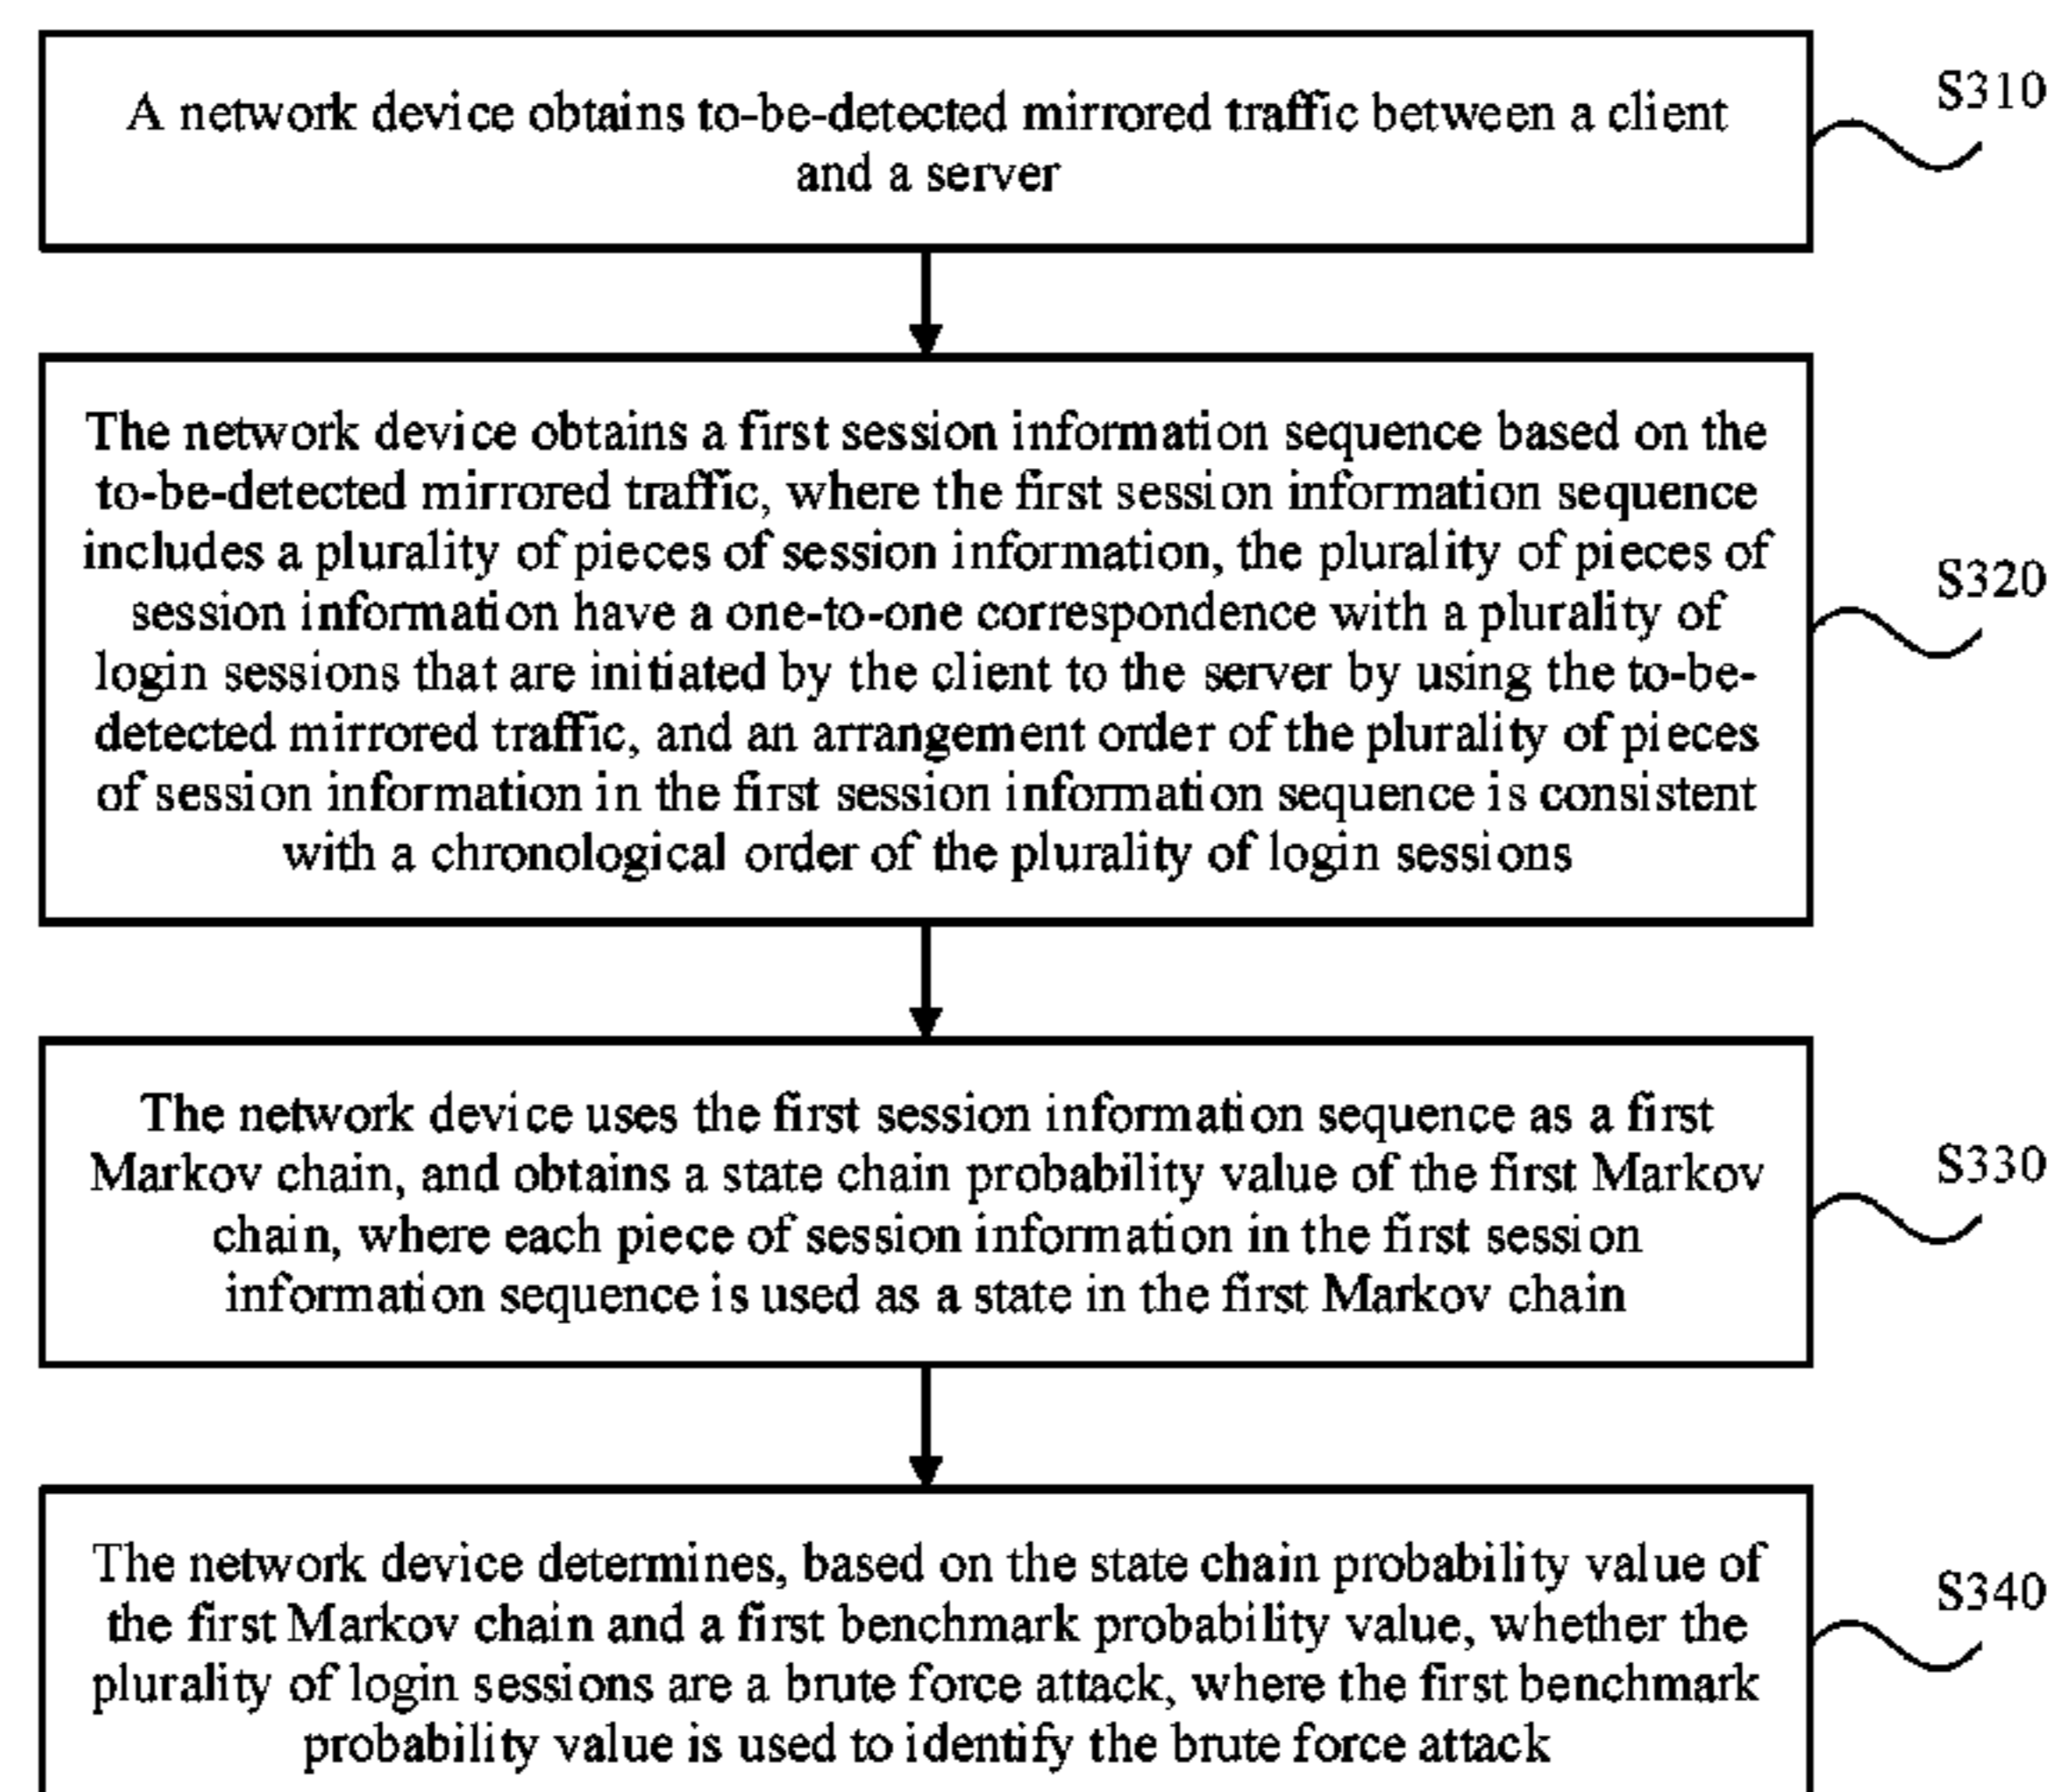 A network device obtains to-be-detected mirrored traffic between a client
and a server
S310
The network device obtains a first session information sequence based on the
to-be-detected mirrored traffic, where the first session information sequence
includes a plurality of pieces of session information, the plurality of pieces of
session information have a one-to-one correspondence with a plurality of
login sessions that are initiated by the client to the server by using the to-be-
detected mirrored traffic, and an arrangement order of the plurality of pieces
of session information in the first session information sequence is consistent
with a chronological order of the plurality of login sessions
S320
The network device uses the first session information sequence as a first
Markov chain, and obtains a state chain probability value of the first Markov
chain, where each piece of session information in the first session
information sequence is used as a state in the first Markov chain
S330
The network device determines, based on the state chain probability value of
the first Markov chain and a first benchmark probability value, whether the
plurality of login sessions are a brute force attack, where the first benchmark
probability value is used to identify the brute force attack
S340